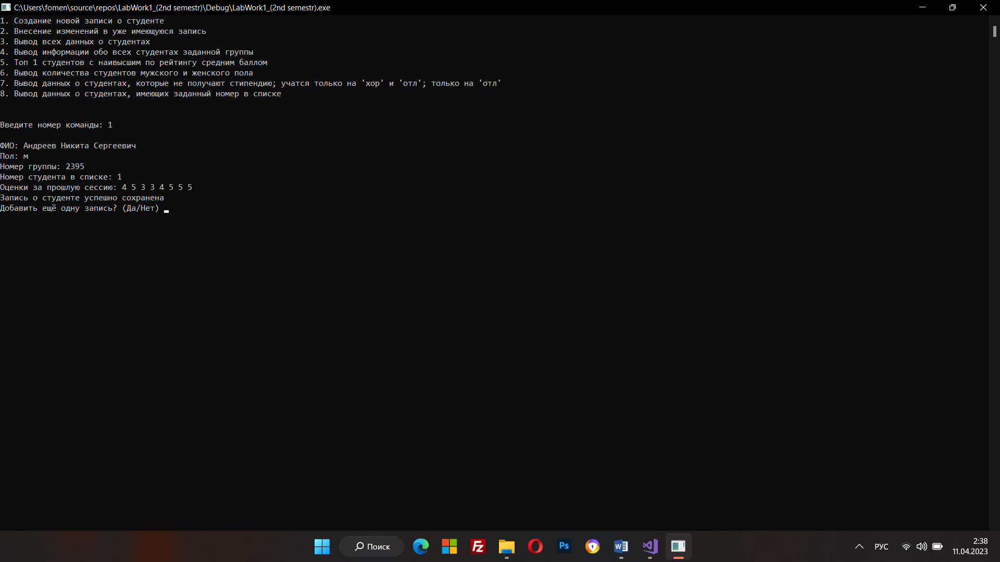 C:\Users\fomen\source\repos\LabWork1_(2nd semestr)\Debug\LabWork1_(2nd semestr).exe
1. Создание новой записи о студенте
2. Внесение изменений в уже имеющуюся запись
3. Вывод всех данных о студентах
4. Вывод информации обо всех студентах заданной группы
5. Топ 1 студентов с наивысшим по рейтингу средним баллом
6. Вывод количества студентов мужского и женского пола
7. Вывод данных о студентах, которые не получают стипендию; учатся только на 'хор' и 'отл'; только на 'отл'
8. Вывод данных о студентах, имеющих заданный номер в списке
Введите номер команды: 1
ФИО: Андреев Никита Сергеевич
Пол: м
Номер группы: 2395
Номер студента в списке: 1
Оценки за прошлую сессию: 4 5 3 3 4 5 5 5
Запись о студенте успешно сохранена
Добавить ещё одну запись? (Да/Нет)
Поиск
Fz
Ps
W
РУС
2:38
11.04.2023